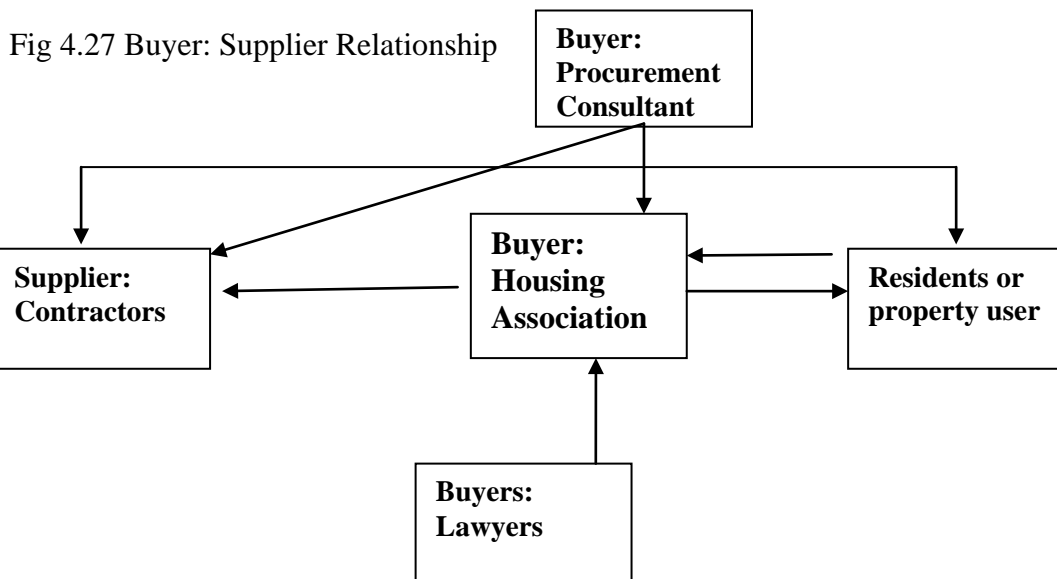 Fig 4.27 Buyer: Supplier Relationship
Buyer:
Procurement
Consultant
Supplier:
Contractors
Buyer:
Housing
Association
Residents or
property user
Buyers:
Lawyers